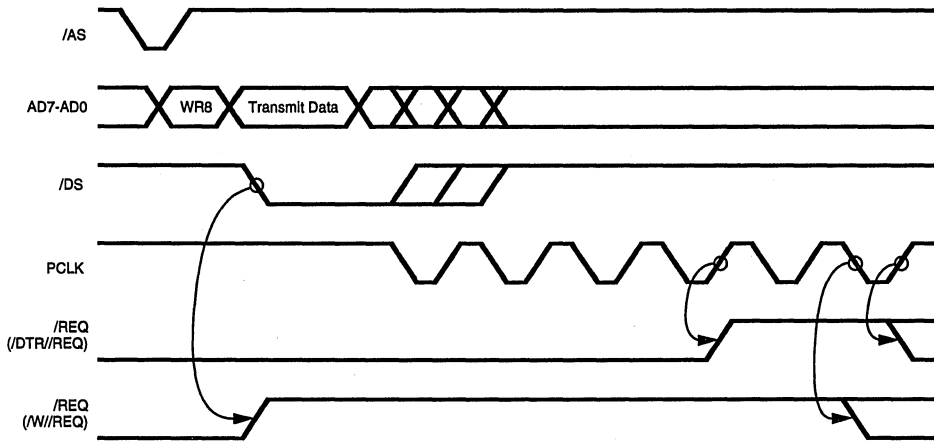 /AS
AD7-AD0
WR8
Transmit Data
/DS
PCLK
/REQ
(/DTR//REQ)
/REQ
(/W//REQ)